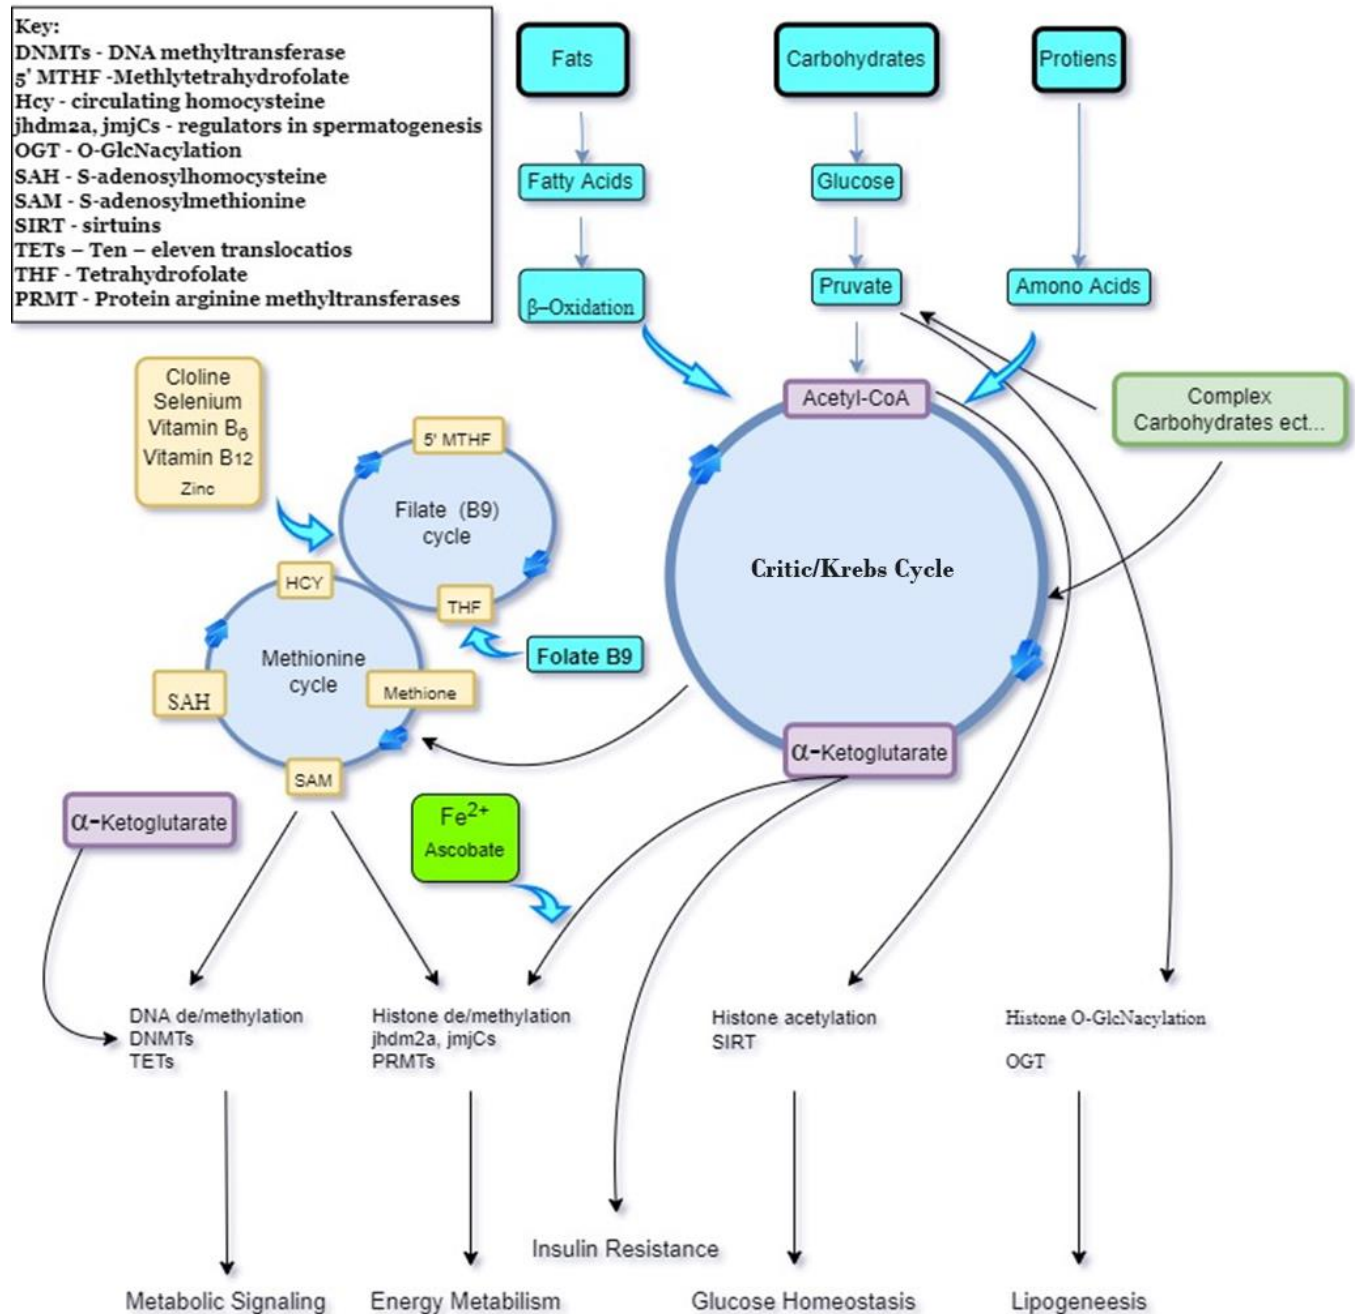 Key:
DNMTs - DNA methyltransferase
5' MTHF -Methlytetrahydrofolate
Hcy - circulating homocysteine
jhdm2a, jmjCs - regulators in spermatogenesis
OGT - O-GlcNacylation
SAH - S-adenosylhomocysteine
SAM - S-adenosylmethionine
SIRT - sirtuins
TETs – Ten – eleven translocatios
THF - Tetrahydrofolate
PRMT - Protein arginine methyltransferases
Fats
Carbohydrates
Protiens
Fatty Acids
Glucose
β–Oxidation
Pruvate
Amono Acids
Acetyl-CoA
Complex
Carbohydrates ect...
Cloline
Selenium
Vitamin B6
Vitamin B12
Zinc
5' MTHF
Filate (B9)
cycle
Critic/Krebs Cycle
HCY
THF
Folate B9
Methionine
cycle
SAH
Methione
SAM
α-Ketoglutarate
α-Ketoglutarate
Fe2+
Ascobate
DNA de/methylation
DNMTs
TETs
Histone de/methylation
jhdm2a, jmjCs
PRMTs
Histone acetylation
SIRT
Histone O-GlcNacylation
OGT
Insulin Resistance
Metabolic Signaling
Energy Metabilism
Glucose Homeostasis
Lipogeneesis